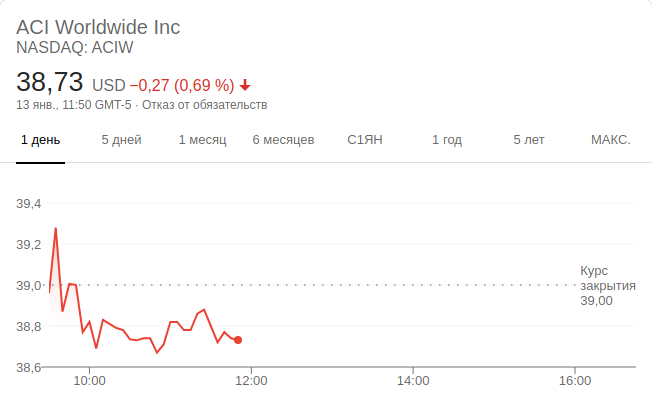 ACI Worldwide Inc
NASDAQ: ACIW
38,73 USD −0,27 (0,69 %)
13 янв., 11:50 GMT-5 · Отказ от обязательств
1 день 5 дней 1 месяц 6 месяцев С1ЯН 1 год 5 лет МАКС.
39,4
39,2
39,0
38,8
38,6
Курс
закрытия
39,00
10:00 12:00 14:00 16:00